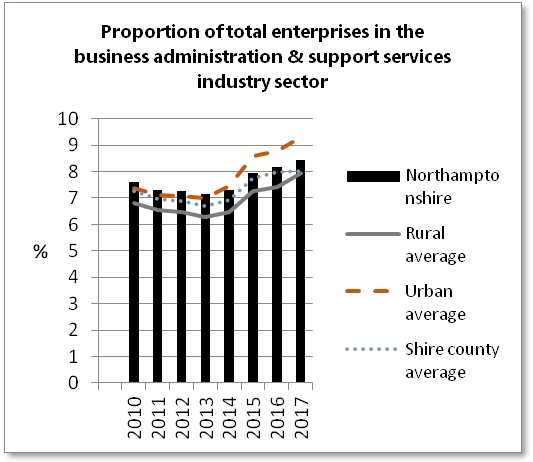 Proportion of total enterprises in the
business administration & support services
industry sector
10
9
8
7
6
5
4
3
2
1
0
%
2010
2011
2012
2013
2014
2015
2016
2017
Northampto
nshire
Rural
average
Urban
average
Shire county
average